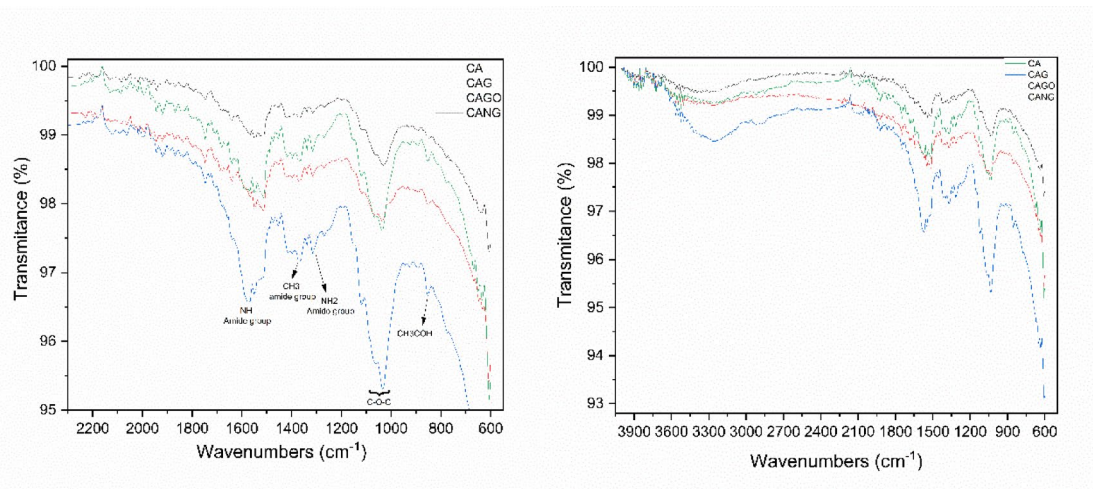 100
99
98
97
96
95
Transmitance (%)
CA
CAG
CAGO
CANG
NH
Amide group
CH3
amide group
NH2
Amido group
CH3COH
C-O-C
2200 2000 1800 1600 1400 1200 1000 800 600
Wavenumbers (cm⁻¹)
100
99
98
97
96
95
94
93
Transmitance (%)
CA
CAG
CAGO
CANG
3900 3600 3300 3000 2700 2400 2100 1800 1500 1200 900 600
Wavenumbers (cm⁻¹)